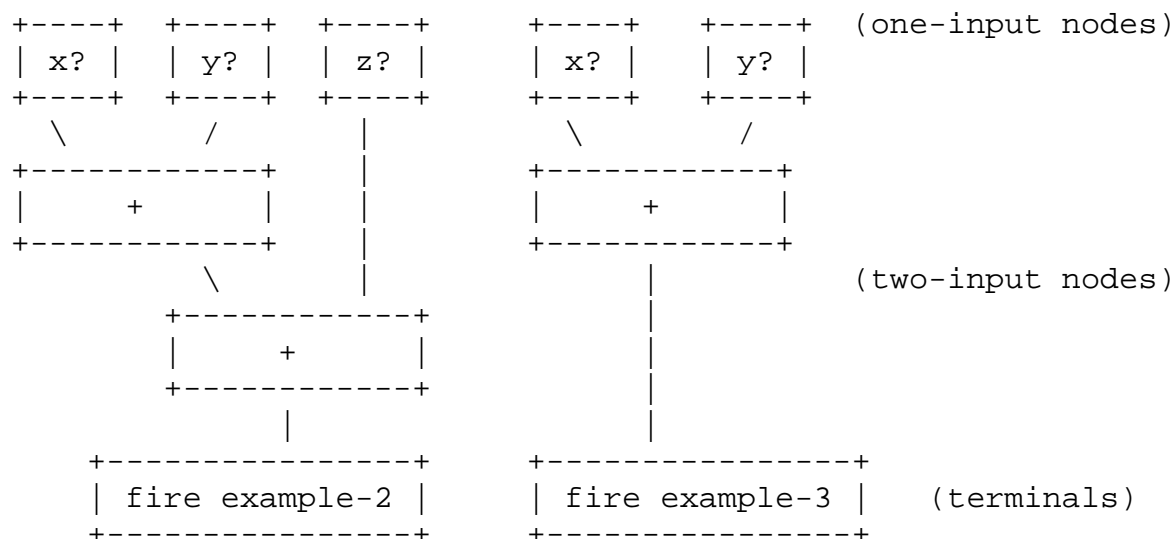 x? y? z? x? y? (one-input nodes)
+ +
(two-input nodes)
+
fire example-2 fire example-3 (terminals)